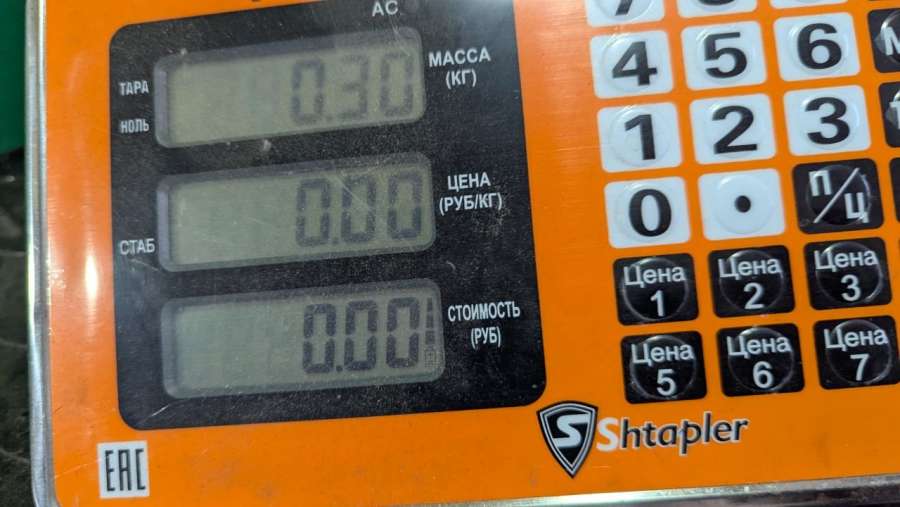 AC
ТАРА
НОЛЬ
0.30
МАССА
(КГ)
СТАБ
0.00
ЦЕНА
(РУБ/КГ)
0.00
СТОИМОСТЬ
(РУБ)
4 5 6
1 2 3
0 •
П/Ц
Цена 1
Цена 2
Цена 3
Цена 5
Цена 6
Цена 7
S Shtapler
EAC